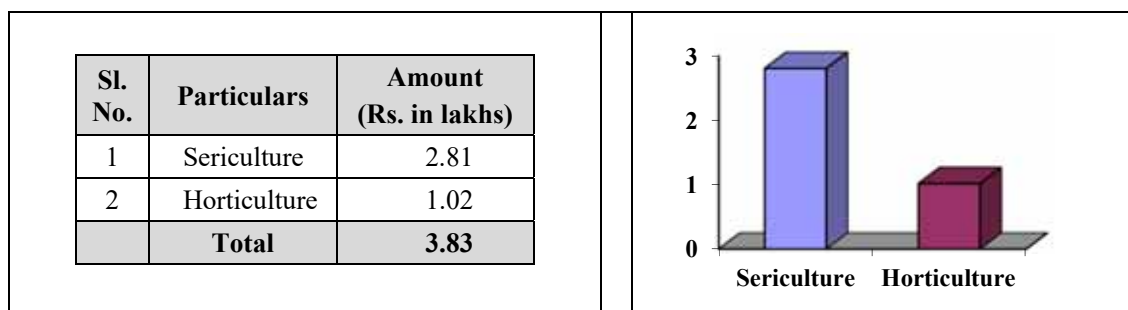 Sl. No. Particulars Amount (Rs. in lakhs)
1 Sericulture 2.81
2 Horticulture 1.02
Total 3.83
3
2
1
0
Sericulture Horticulture